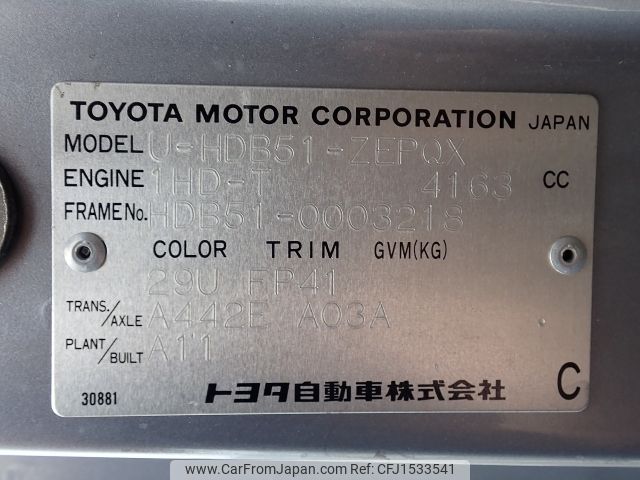 TOYOTA MOTOR CORPORATION JAPAN
MODEL U-HDB51-ZEPQX
ENGINE 1HD-T 4163 CC
FRAME No. HDB51-0003218
COLOR TRIM GVM(KG)
29U FP41
TRANS./AXLE A442E A03A
PLANT/BUILT A11
30881 トヨタ自動車株式会社 C
www.CarFromJapan.com | Car ID: CFJ1533541